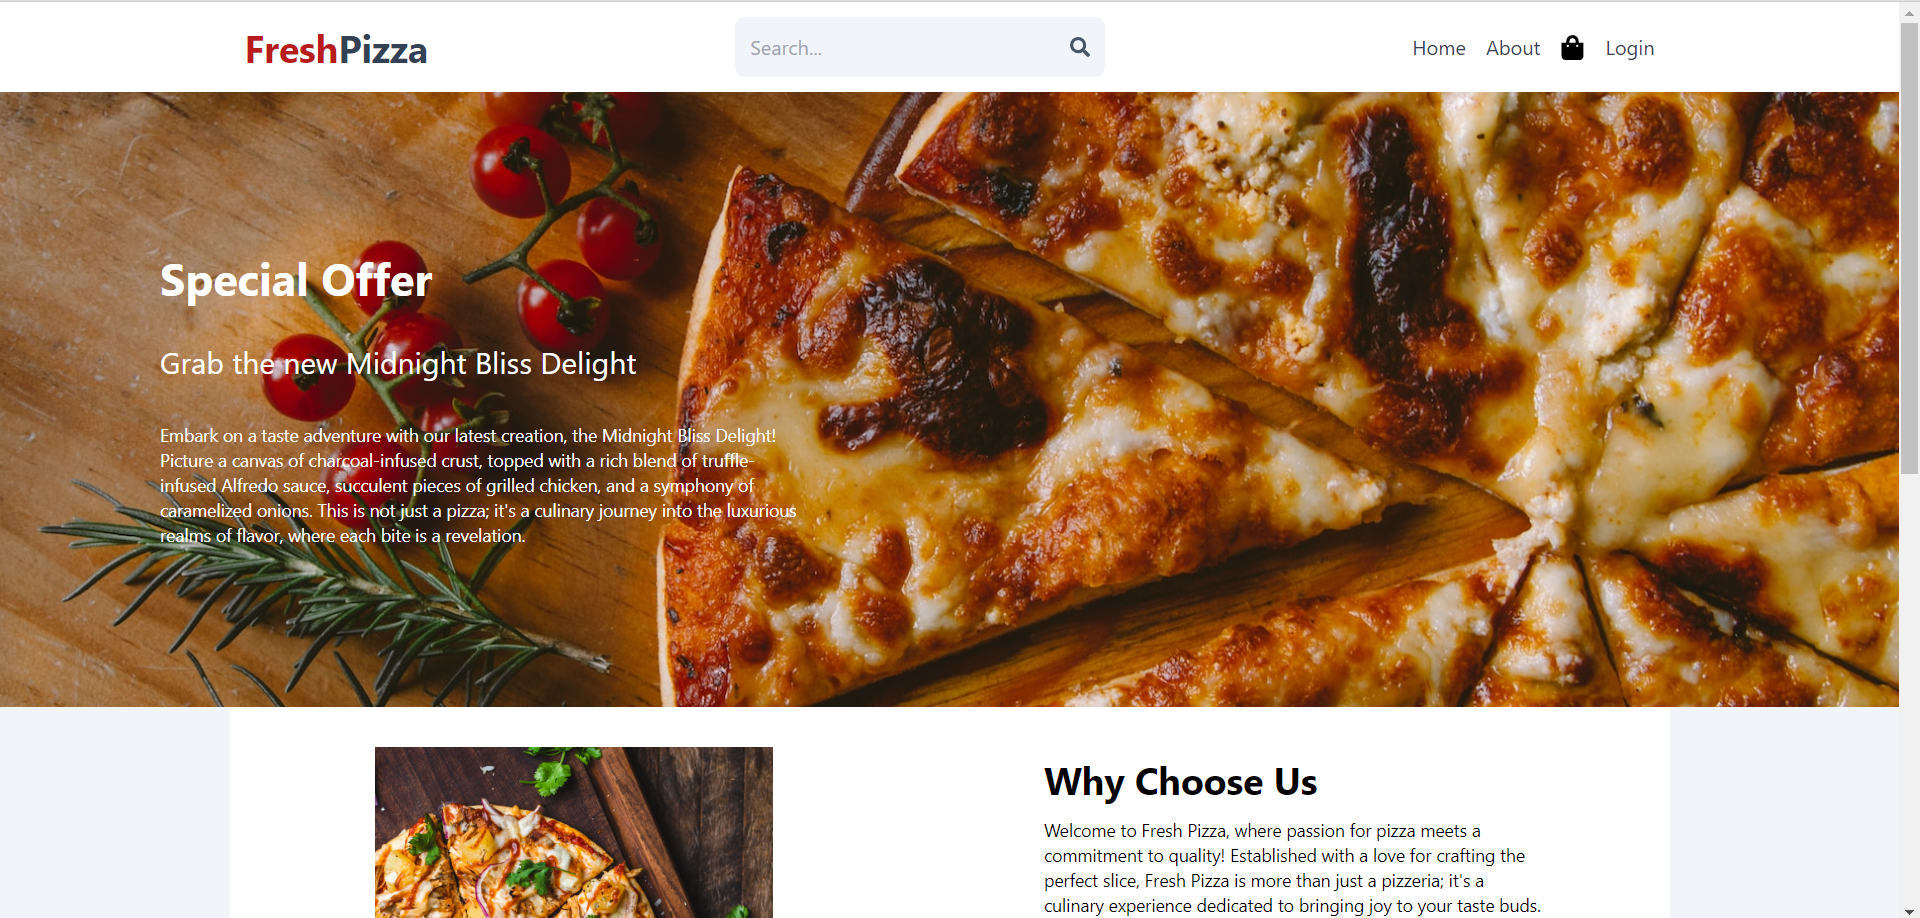 FreshPizza
Search...
Home About Login
Special Offer
Grab the new Midnight Bliss Delight
Embark on a taste adventure with our latest creation, the Midnight Bliss Delight!
Picture a canvas of charcoal-infused crust, topped with a rich blend of truffle-
infused Alfredo sauce, succulent pieces of grilled chicken, and a symphony of
caramelized onions. This is not just a pizza; it's a culinary journey into the luxurious
realms of flavor, where each bite is a revelation.
Why Choose Us
Welcome to Fresh Pizza, where passion for pizza meets a
commitment to quality! Established with a love for crafting the
perfect slice, Fresh Pizza is more than just a pizzeria; it's a
culinary experience dedicated to bringing joy to your taste buds.